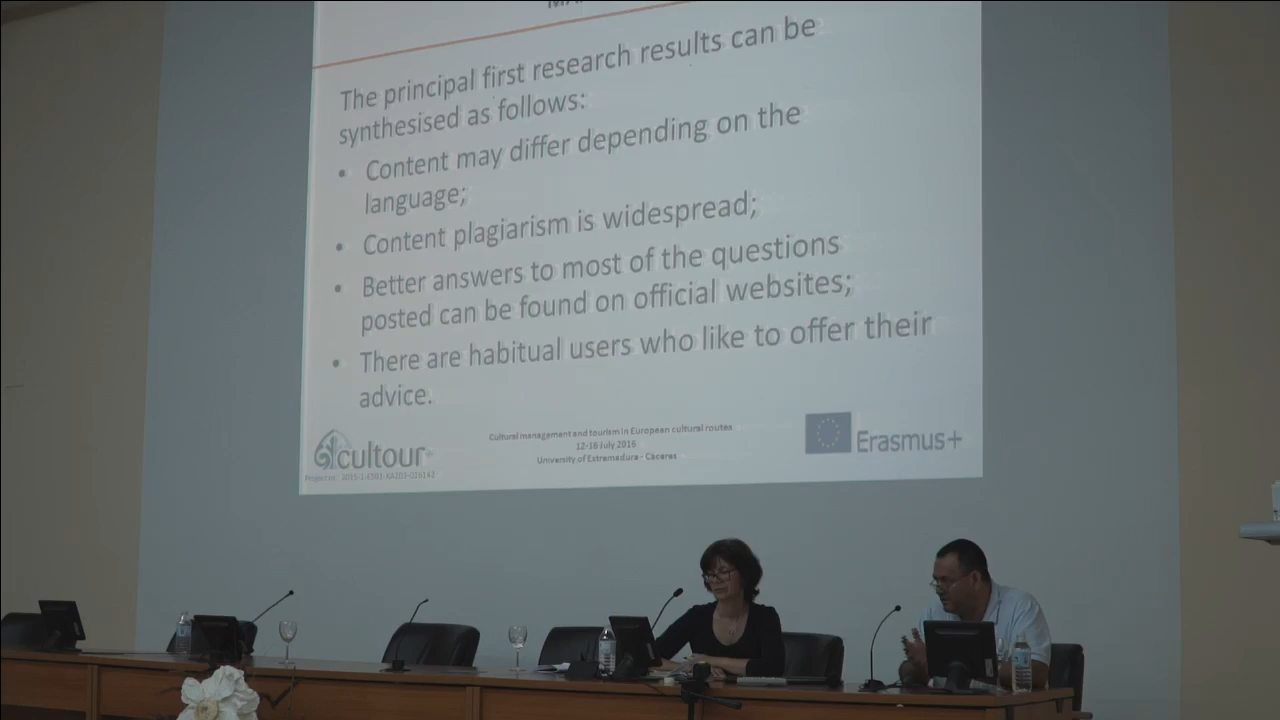 The principal first research results can be
synthesised as follows:
• Content may differ depending on the
language;
• Content plagiarism is widespread;
• Better answers to most of the questions
posted can be found on official websites;
• There are habitual users who like to offer their
advice.
cultour+
Cultural management and tourism in European cultural routes
12-16 July 2016
University of Extremadura - Cáceres
Erasmus+